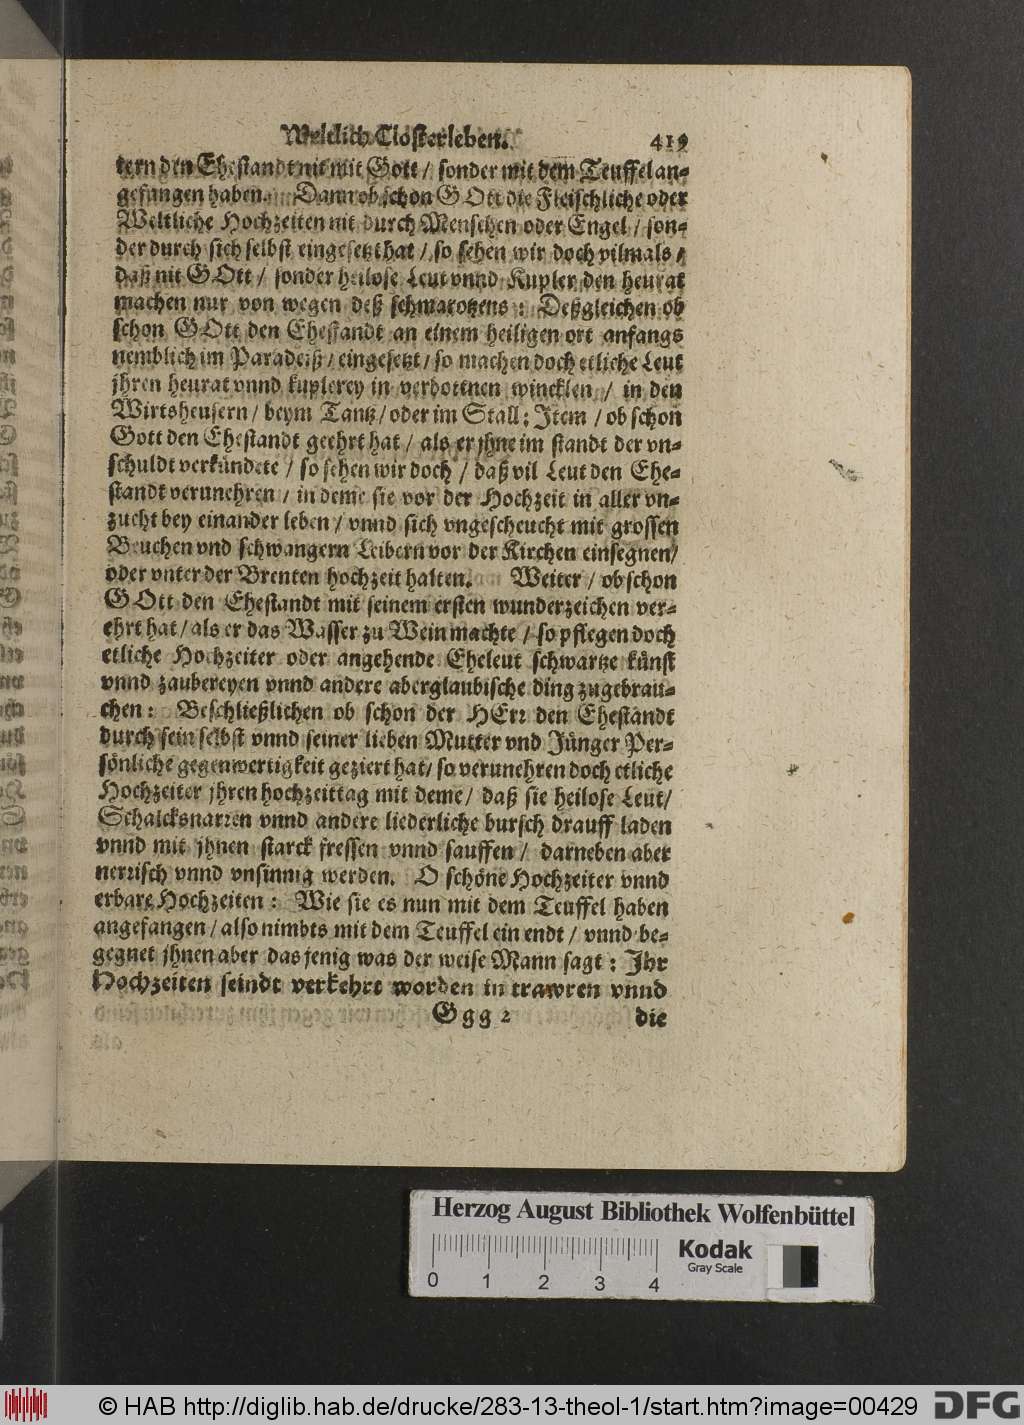 Weltlich Closterleben. 419
tern den Ehestandt nit mit Gott / sonder mit dem Teuffel an-
gefangen haben. Dann ob schon GOtt die Fleischliche oder
Weltliche Hochzeiten nit durch Menschen oder Engel / son-
der durch sich selbst eingesetzt hat / so sehen wir doch vilmals /
daß nit GOtt / sonder heilose Leut vnnd Kupler den heurat
machen nur von wegen deß schmarotzens : Deßgleichen ob
schon GOtt den Ehestandt an einem heiligen ort anfangs
nemblich im Paradeiß / eingesetzt / so machen doch etliche Leut
jhren heurat vnnd kuplerey in verbottnen wincklen / in den
Wirtsheusern / beym Tantz / oder im Stall : Item / ob schon
Gott den Ehestandt geehrt hat / als er jhne im standt der vn-
schuldt verkündete / so sehen wir doch / daß vil Leut den Ehe-
standt verunehren / in deme sie vor der Hochzeit in aller vn-
zucht bey einander leben / vnnd sich vngescheucht mit grossen
Beuchen vnd schwangern Leibern vor der Kirchen einsegnen /
oder vnter der Brenten hochzeit halten. Weiter / ob schon
GOtt den Ehestandt mit seinem ersten wunderzeichen ver-
ehrt hat / als er das Wasser zu Wein machte / so pflegen doch
etliche Hochzeiter oder angehende Eheleut schwartze künst
vnnd zaubereyen vnnd andere aberglaubische ding zugebrau-
chen : Beschließlichen ob schon der HErr den Ehestandt
durch sein selbst vnnd seiner lieben Mutter vnd Jünger Per-
sönliche gegenwertigkeit geziert hat / so verunehren doch etliche
Hochzeiter jhren hochzeittag mit deme / daß sie heilose Leut /
Schalcksnarren vnnd andere liederliche bursch drauff laden
vnnd mit jhnen starck fressen vnnd sauffen / darneben aber
nerrisch vnnd vnsinnig werden. O schöne Hochzeiter vnnd
erbare Hochzeiten : Wie sie es nun mit dem Teuffel haben
angefangen / also nimbts mit dem Teuffel ein endt / vnnd be-
gegnet jhnen aber das jenig was der weise Mann sagt : Ihr
Hochzeiten seindt verkehrt worden in trawren vnnd
Ggg 2 die
Herzog August Bibliothek Wolfenbüttel
Kodak
Gray Scale
0 1 2 3 4
© HAB http://diglib.hab.de/drucke/283-13-theol-1/start.htm?image=00429
DFG